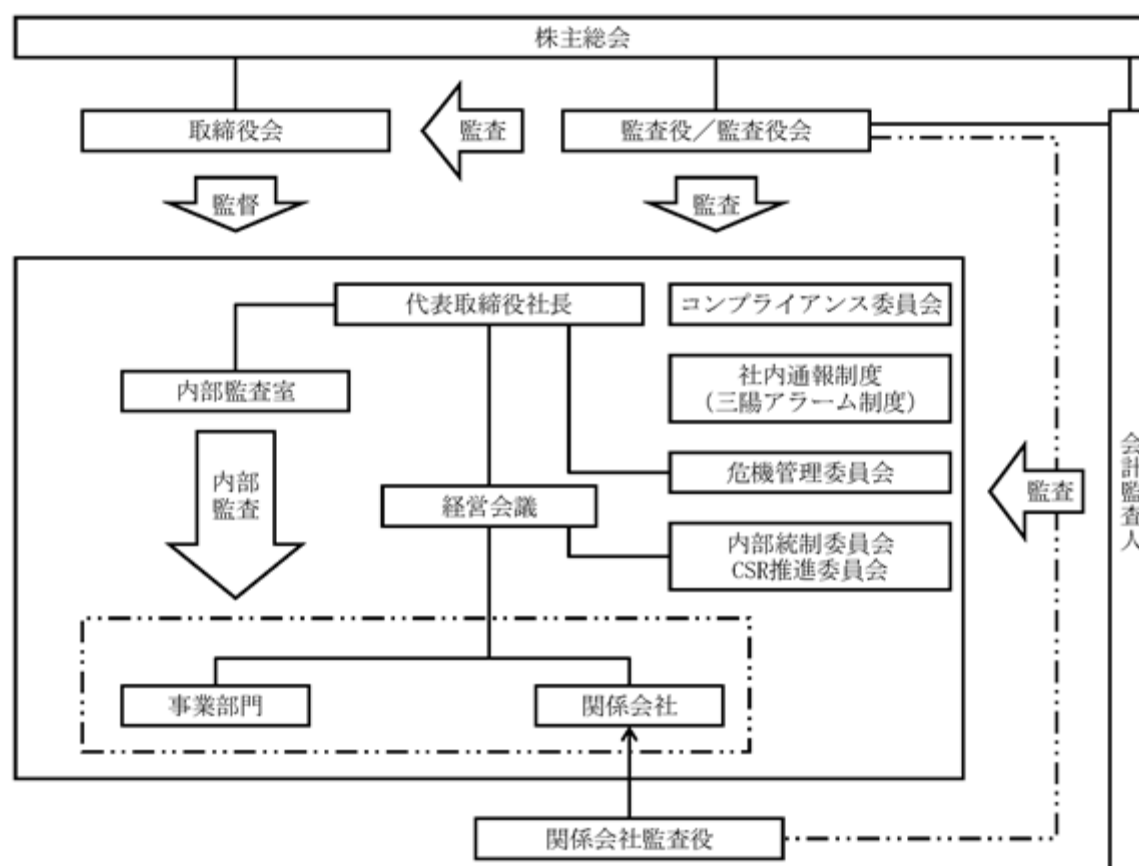 株主総会
取締役会
監査
監査役／監査役会
監督
監査
代表取締役社長
コンプライアンス委員会
内部監査室
社内通報制度
(三陽アラーム制度)
内部
監査
経営会議
危機管理委員会
内部統制委員会
CSR推進委員会
監査
会計監査人
事業部門
関係会社
関係会社監査役